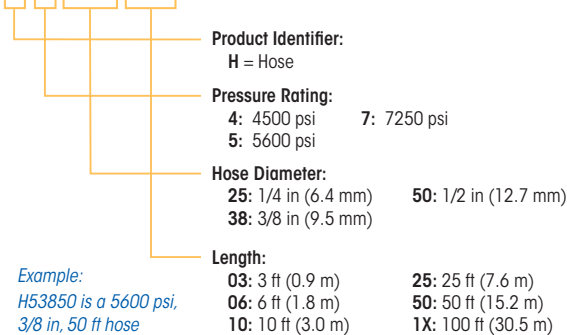 Product Identifier:
H = Hose
Pressure Rating:
4: 4500 psi 7: 7250 psi
5: 5600 psi
Hose Diameter:
25: 1/4 in (6.4 mm) 50: 1/2 in (12.7 mm)
38: 3/8 in (9.5 mm)
Length:
03: 3 ft (0.9 m) 25: 25 ft (7.6 m)
06: 6 ft (1.8 m) 50: 50 ft (15.2 m)
10: 10 ft (3.0 m) 1X: 100 ft (30.5 m)
Example:
H53850 is a 5600 psi,
3/8 in, 50 ft hose